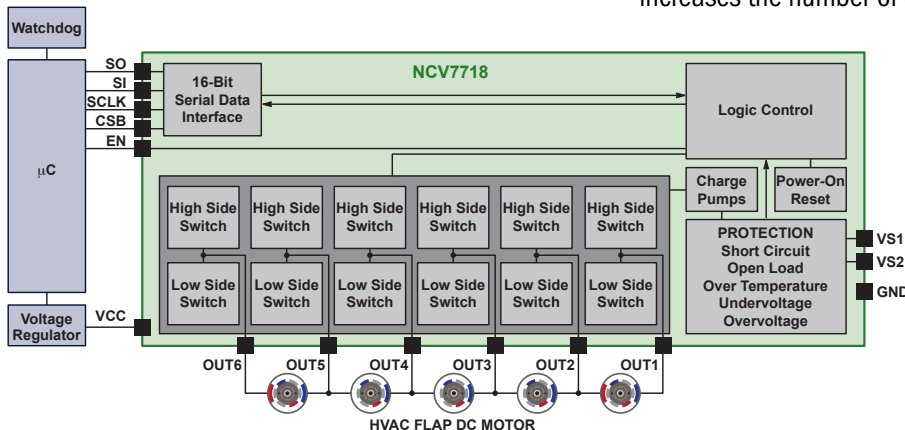 increases the number of
Watchdog
SO
SI
SCLK
CSB
EN
μC
16-Bit
Serial Data
Interface
NCV7718
Logic Control
Charge
Pumps
Power-On
Reset
High Side
Switch
High Side
Switch
High Side
Switch
High Side
Switch
High Side
Switch
High Side
Switch
Low Side
Switch
Low Side
Switch
Low Side
Switch
Low Side
Switch
Low Side
Switch
Low Side
Switch
PROTECTION
Short Circuit
Open Load
Over Temperature
Undervoltage
Overvoltage
VS1
VS2
GND
Voltage
Regulator
VCC
OUT6
OUT5
OUT4
OUT3
OUT2
OUT1
HVAC FLAP DC MOTOR